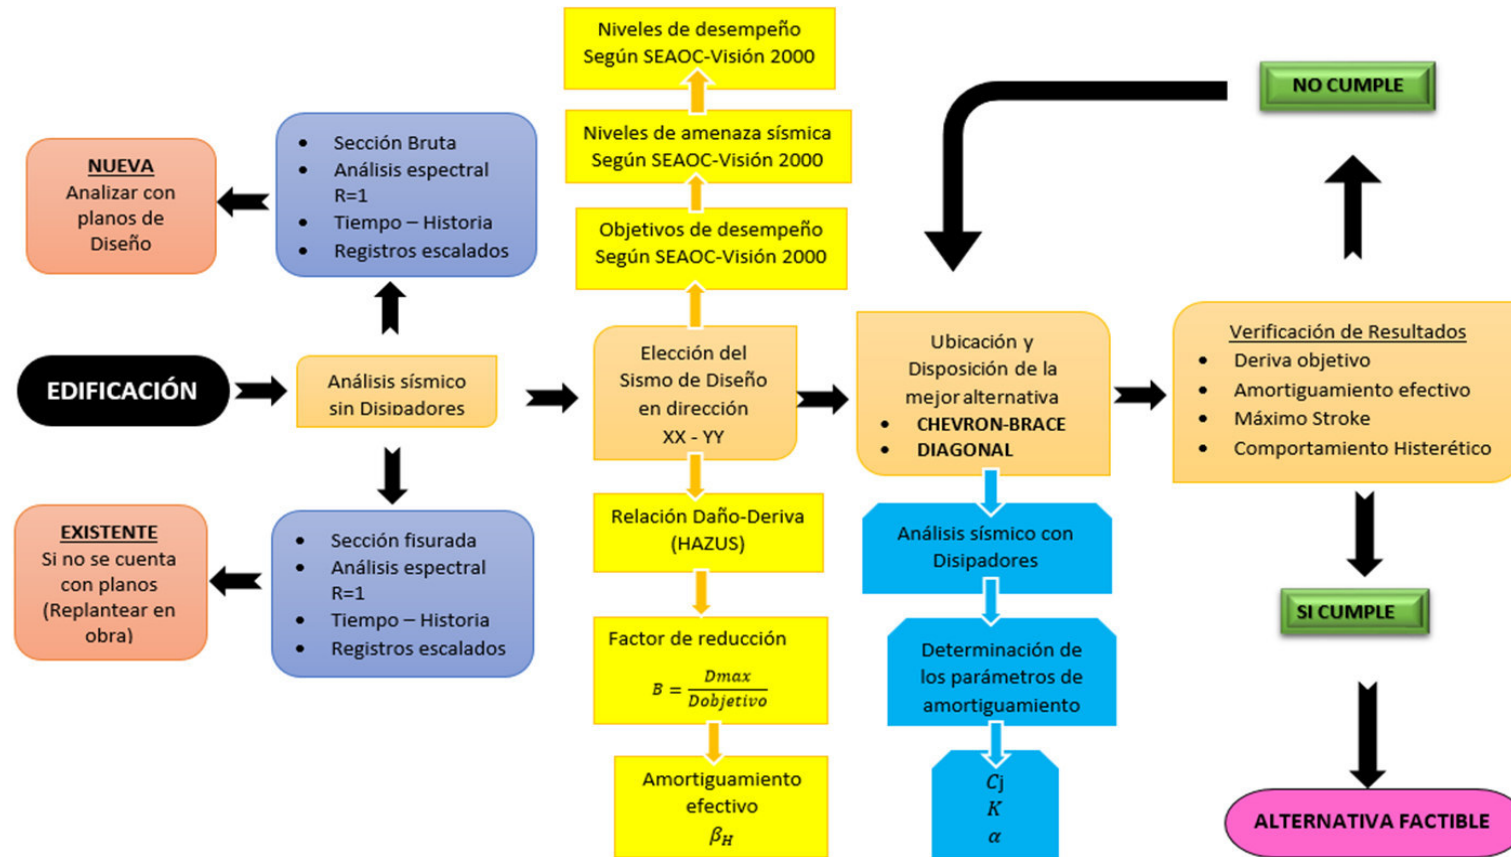 EDIFICACIÓN
Análisis sísmico
sin Disipadores
Sección Bruta
Análisis espectral
R=1
Tiempo – Historia
Registros escalados
NUEVA
Analizar con
planos de
Diseño
Sección fisurada
Análisis espectral
R=1
Tiempo – Historia
Registros escalados
EXISTENTE
Si no se cuenta
con planos
(Replantear en
obra)
Elección del
Sismo de Diseño
en dirección
XX - YY
Objetivos de desempeño
Según SEAOC-Visión 2000
Niveles de amenaza sísmica
Según SEAOC-Visión 2000
Niveles de desempeño
Según SEAOC-Visión 2000
Relación Daño-Deriva
(HAZUS)
Factor de reducción
B = Dmax / Dobjetivo
Amortiguamiento
efectivo
β_H
Ubicación y
Disposición de la
mejor alternativa
CHEVRON-BRACE
DIAGONAL
Análisis sísmico con
Disipadores
Determinación de
los parámetros de
amortiguamiento
Cj
K
α
Verificación de Resultados
Deriva objetivo
Amortiguamiento efectivo
Máximo Stroke
Comportamiento Histerético
NO CUMPLE
SI CUMPLE
ALTERNATIVA FACTIBLE